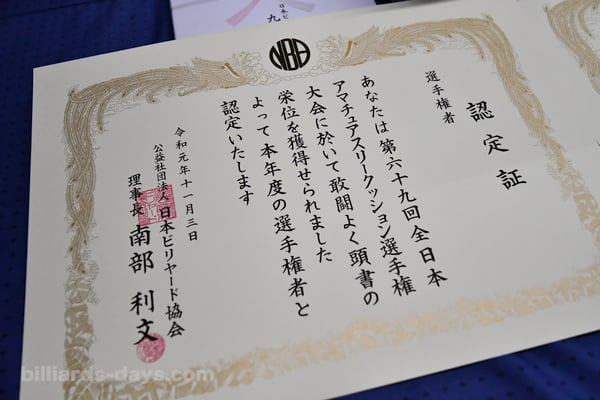 日本ビ
九
NBA
認定証
選手権者
あなたは第六十九回全日本
アマチュアスリークッション選手権
大会に於いて敢闘よく頭書の
栄位を獲得せられました
よって本年度の選手権者と
認定いたします
令和元年十一月三日
公益社団法人日本ビリヤード協会
理事長 南部利文
billiards-days.com